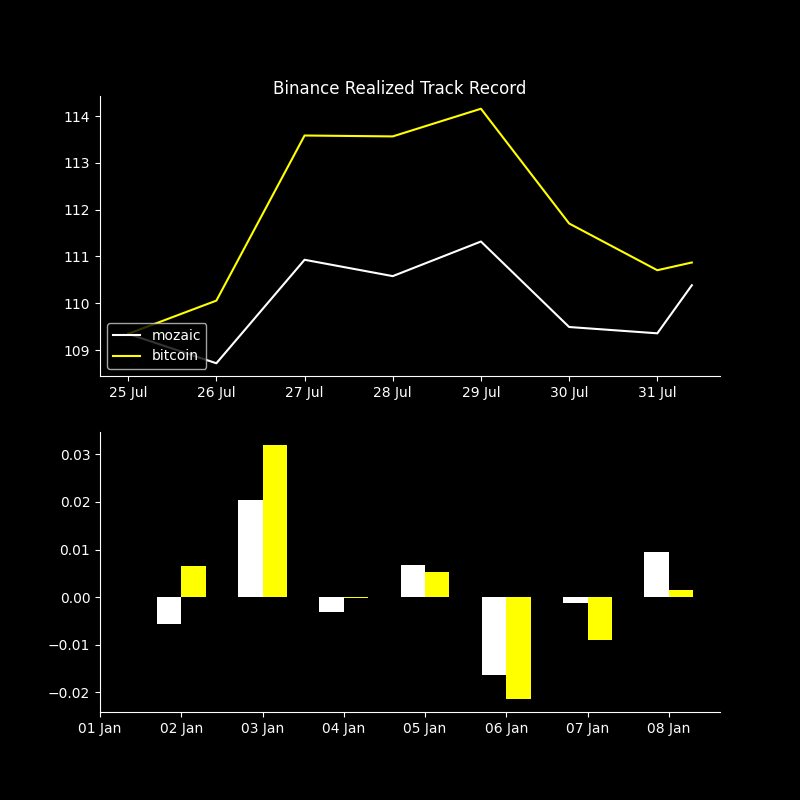 Binance Realized Track Record
114
113
112
111
110
109
mozaic
bitcoin
25 Jul 26 Jul 27 Jul 28 Jul 29 Jul 30 Jul 31 Jul
0.03
0.02
0.01
0.00
−0.01
−0.02
01 Jan 02 Jan 03 Jan 04 Jan 05 Jan 06 Jan 07 Jan 08 Jan